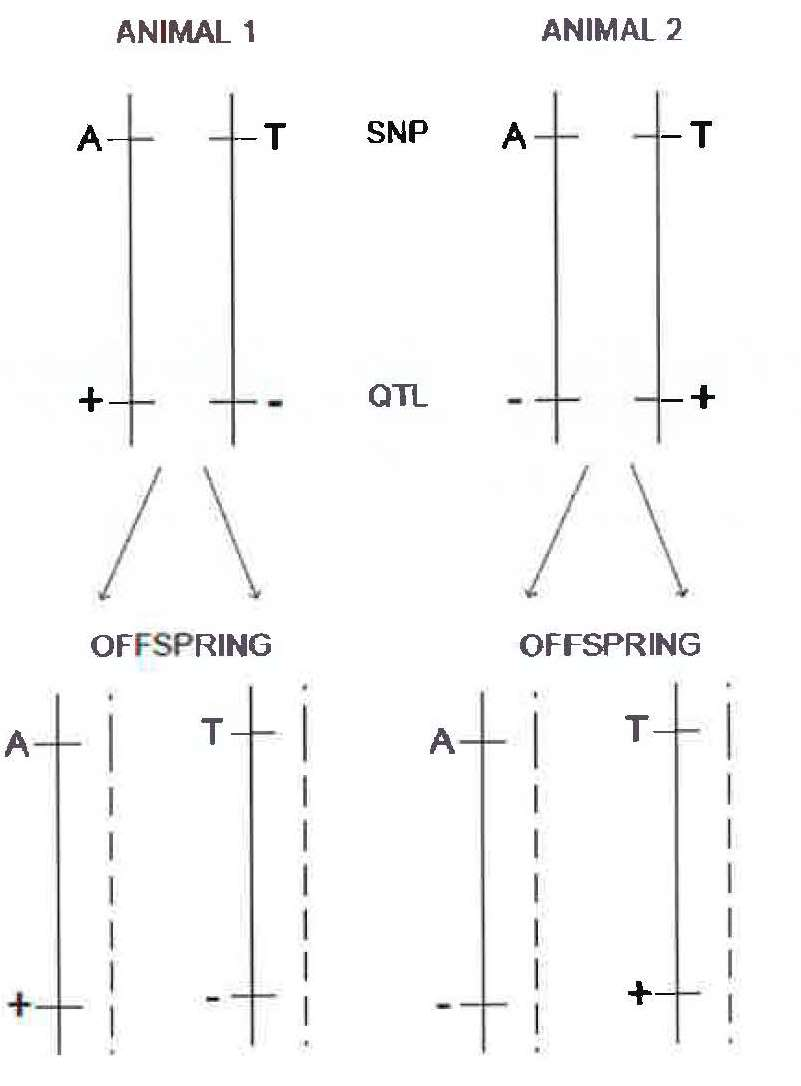 ANIMAL 1 ANIMAL 2
A T SNP A T
+ - QTL - +
OFFSPRING OFFSPRING
A T A T
+ - - +